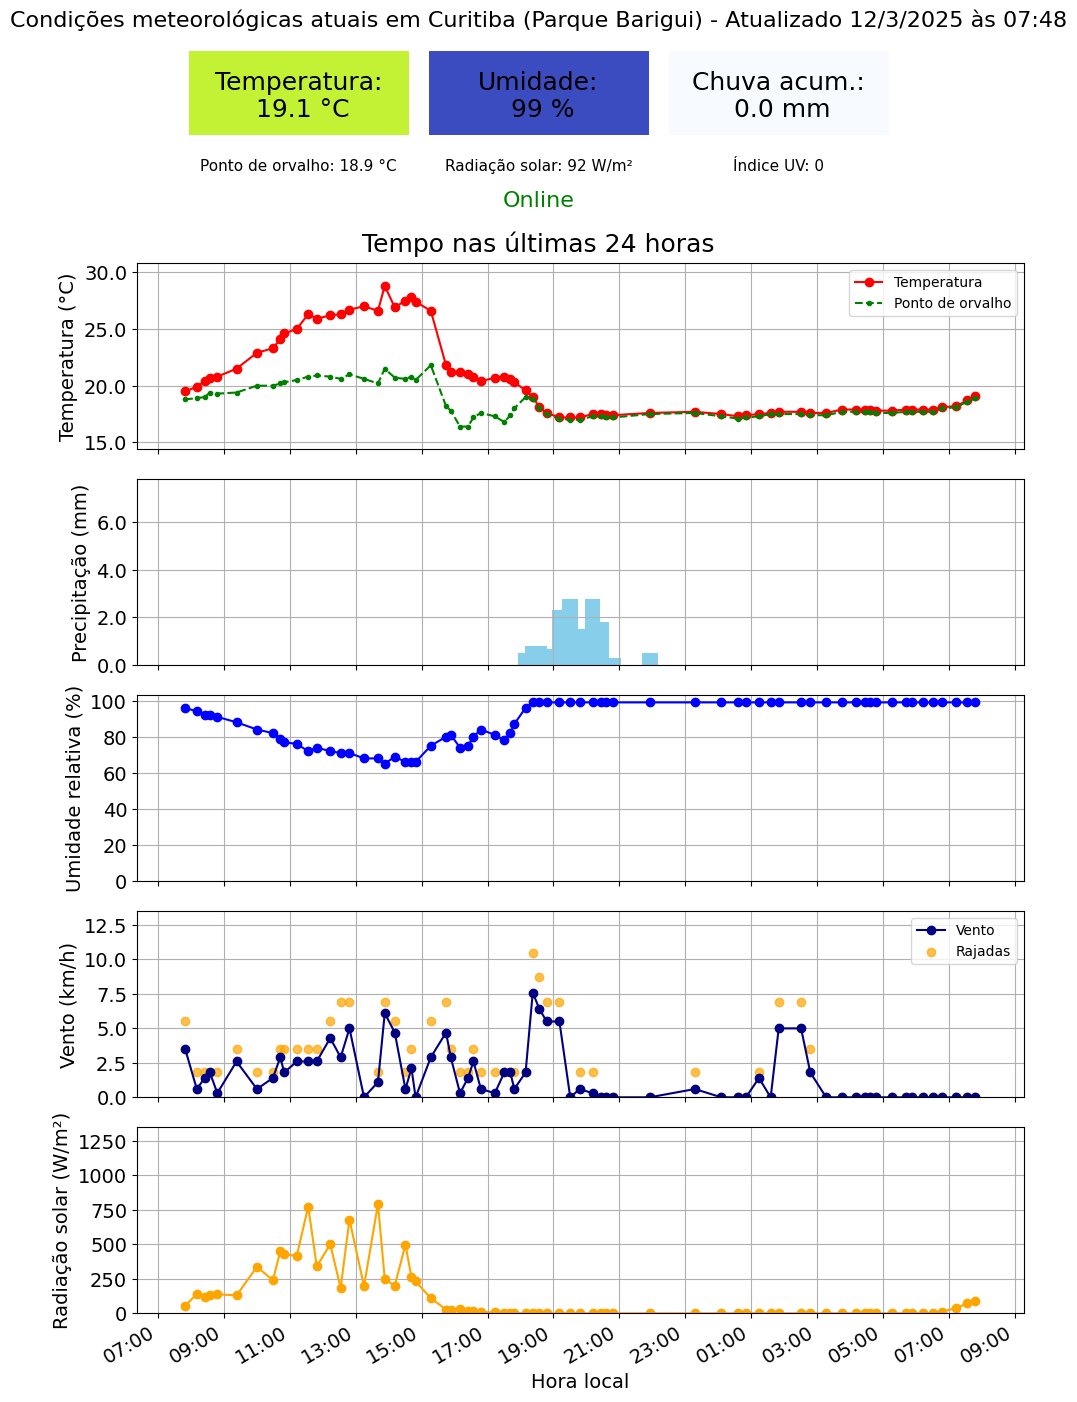 Condições meteorológicas atuais em Curitiba (Parque Barigui) - Atualizado 12/3/2025 às 07:48
Temperatura:
19.1 °C
Umidade:
99 %
Chuva acum.:
0.0 mm
Ponto de orvalho: 18.9 °C
Radiação solar: 92 W/m²
Índice UV: 0
Online
Tempo nas últimas 24 horas
Temperatura (°C)
30.0
25.0
20.0
15.0
Temperatura
Ponto de orvalho
Precipitação (mm)
6.0
4.0
2.0
0.0
Umidade relativa (%)
100
80
60
40
20
0
Vento (km/h)
12.5
10.0
7.5
5.0
2.5
0.0
Vento
Rajadas
Radiação solar (W/m²)
1250
1000
750
500
250
0
07:00
09:00
11:00
13:00
15:00
17:00
19:00
21:00
23:00
01:00
03:00
05:00
07:00
09:00
Hora local